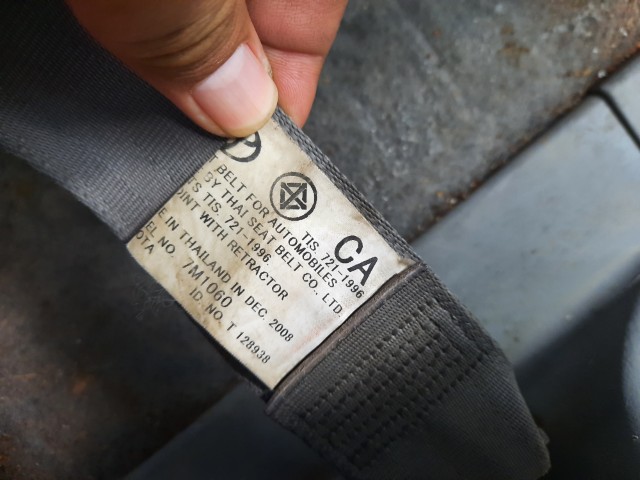 TIS. 721-1996
CA
BELT FOR AUTOMOBILES
BY THAI SEAT BELT CO., LTD.
TIS. 721-1996
WITH RETRACTOR
IN THAILAND IN DEC. 2008
NO. 7M1060
ID. NO. T 128938